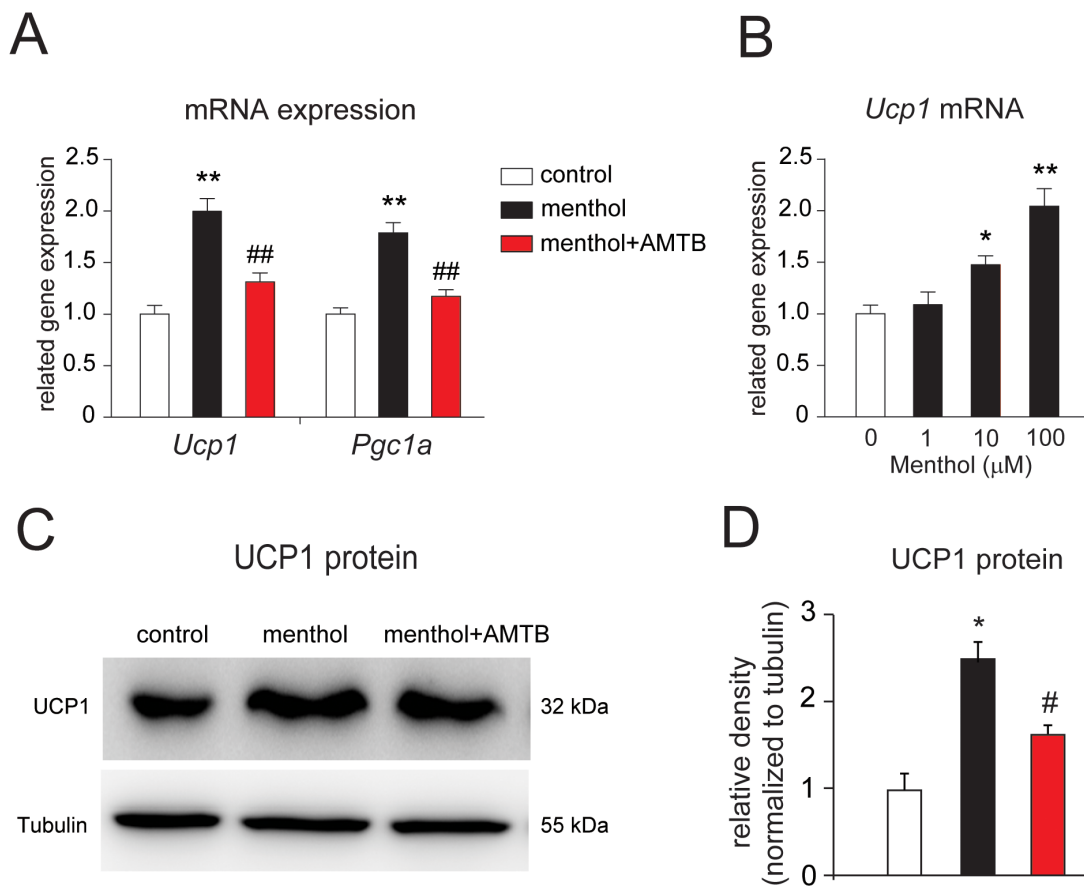 A
mRNA expression
related gene expression
2.5
2.0
1.5
1.0
0.5
0
**
##
**
##
Ucp1
Pgc1a
control
menthol
menthol+AMTB
B
Ucp1 mRNA
related gene expression
2.5
2.0
1.5
1.0
0.5
0
*
**
0 1 10 100
Menthol (μM)
C
UCP1 protein
control menthol menthol+AMTB
UCP1 32 kDa
Tubulin 55 kDa
D
UCP1 protein
relative density
(normalized to tubulin)
3
2
1
0
*
#